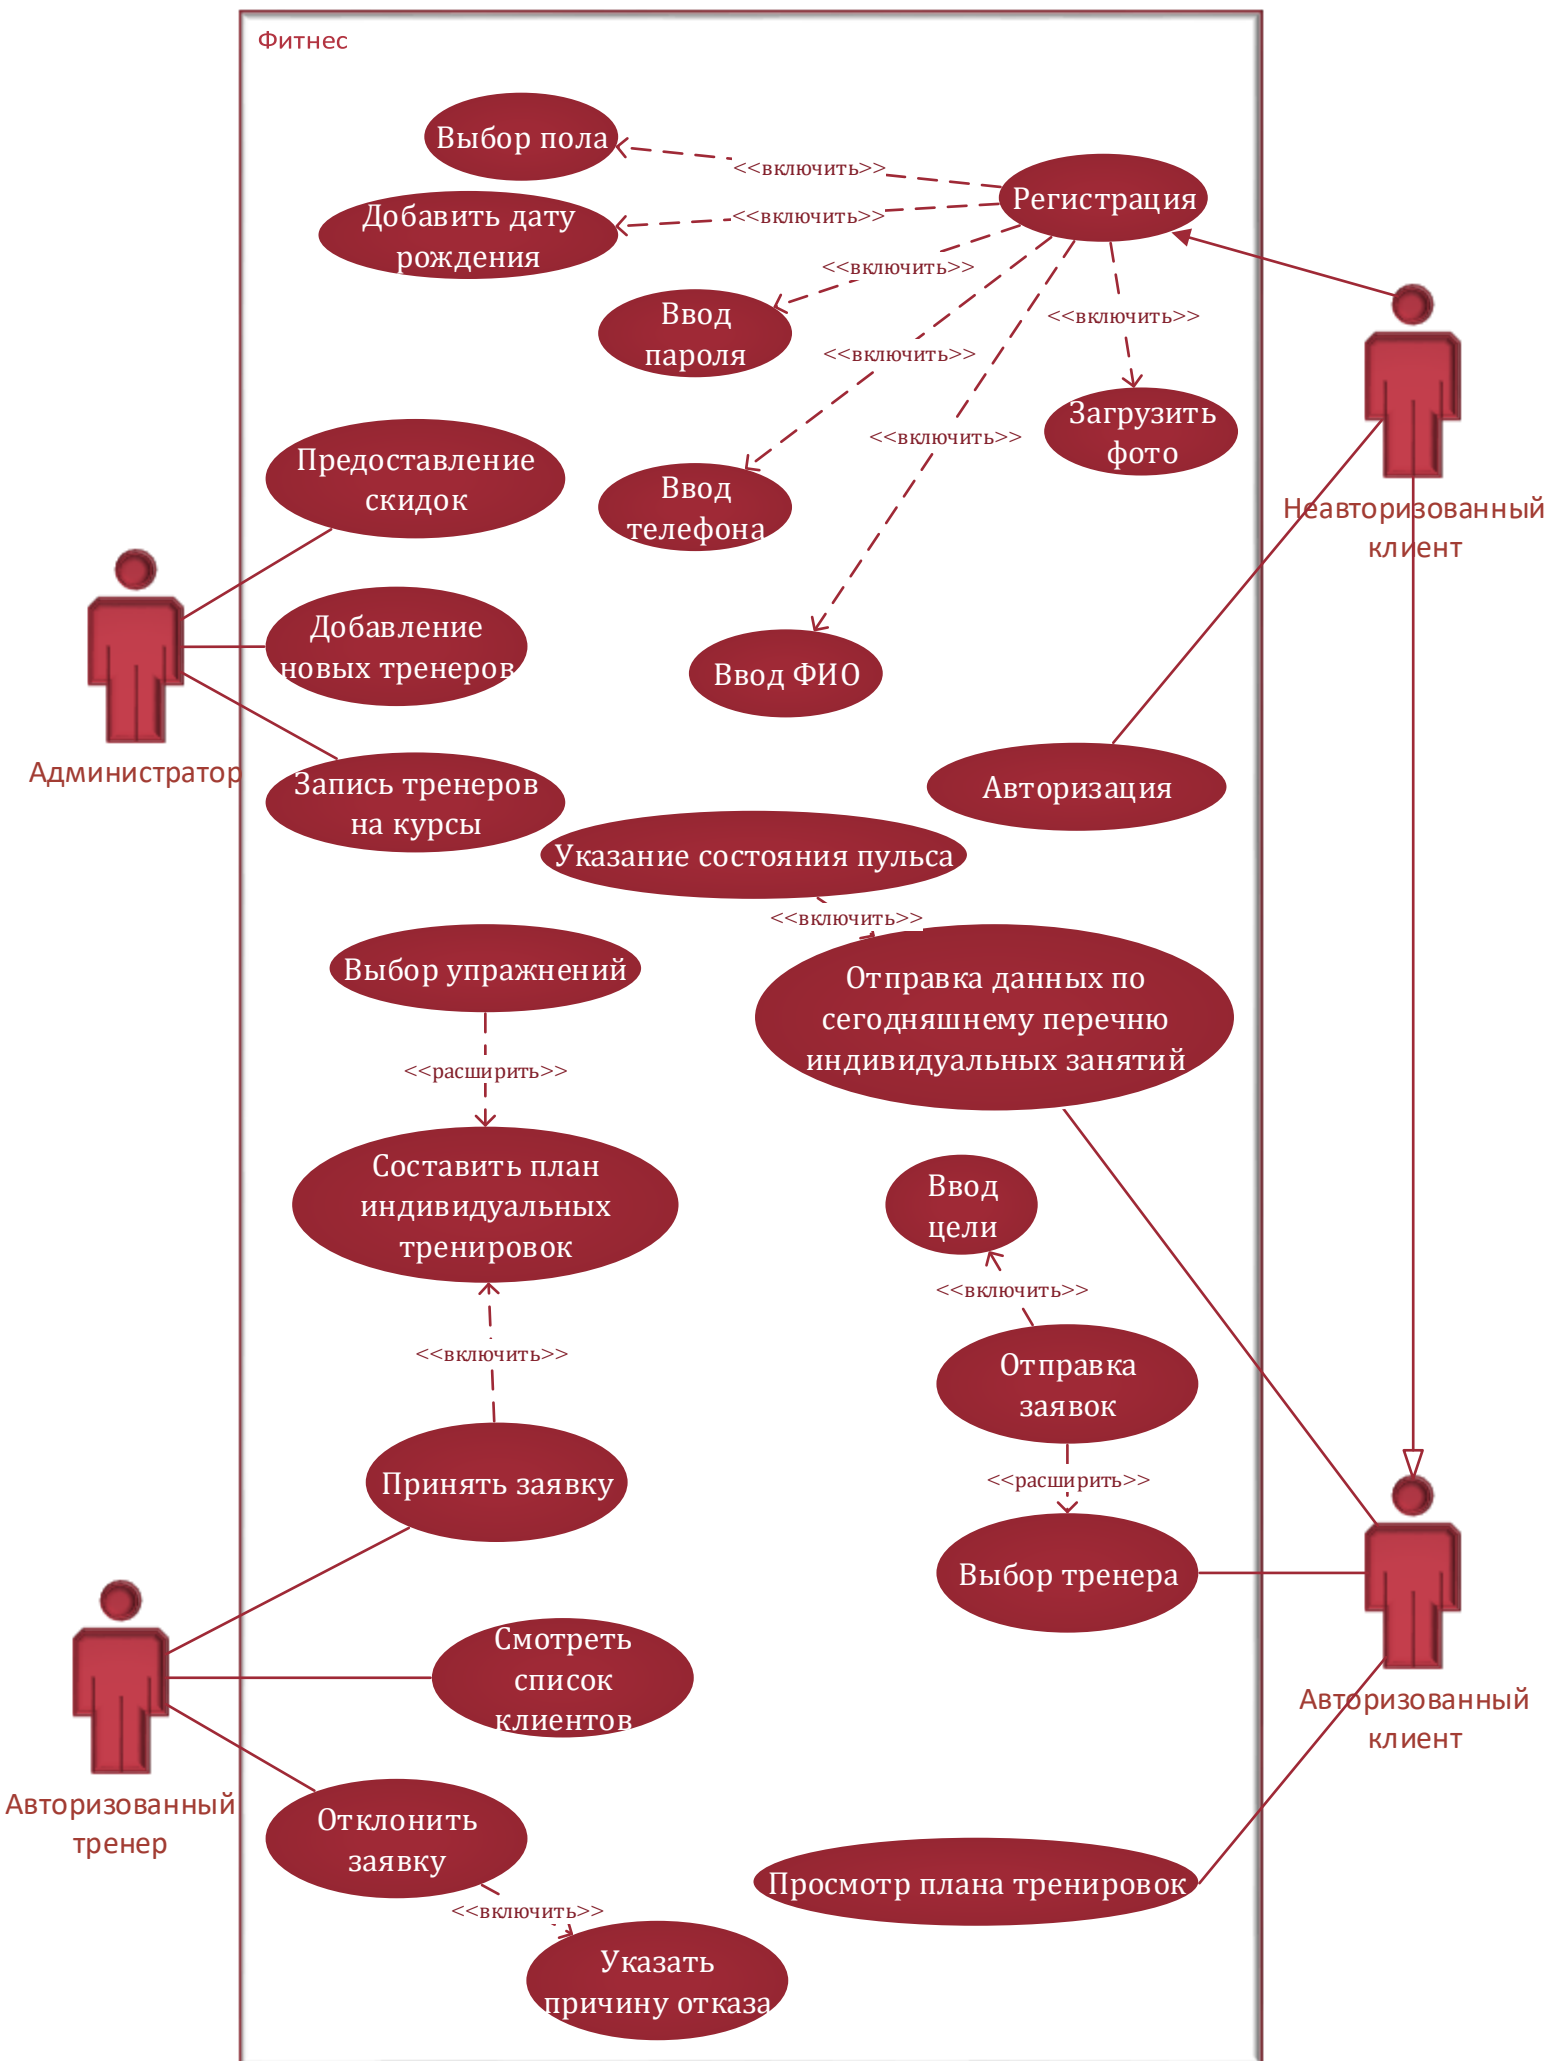 Фитнес
Выбор пола
<<включить>>
Регистрация
Добавить дату
рождения
<<включить>>
<<включить>>
Ввод
пароля
<<включить>>
<<включить>>
Загрузить
фото
<<включить>>
Предоставление
скидок
Ввод
телефона
Неавторизованный
клиент
Добавление
новых тренеров
Ввод ФИО
Администратор
Запись тренеров
на курсы
Авторизация
Указание состояния пульса
<<включить>>
Выбор упражнений
Отправка данных по
сегодняшнему перечню
индивидуальных занятий
<<расширить>>
Составить план
индивидуальных
тренировок
Ввод
цели
<<включить>>
<<включить>>
Отправка
заявок
Принять заявку
<<расширить>>
Выбор тренера
Смотреть
список
клиентов
Авторизованный
клиент
Авторизованный
тренер
Отклонить
заявку
Просмотр плана тренировок
<<включить>>
Указать
причину отказа